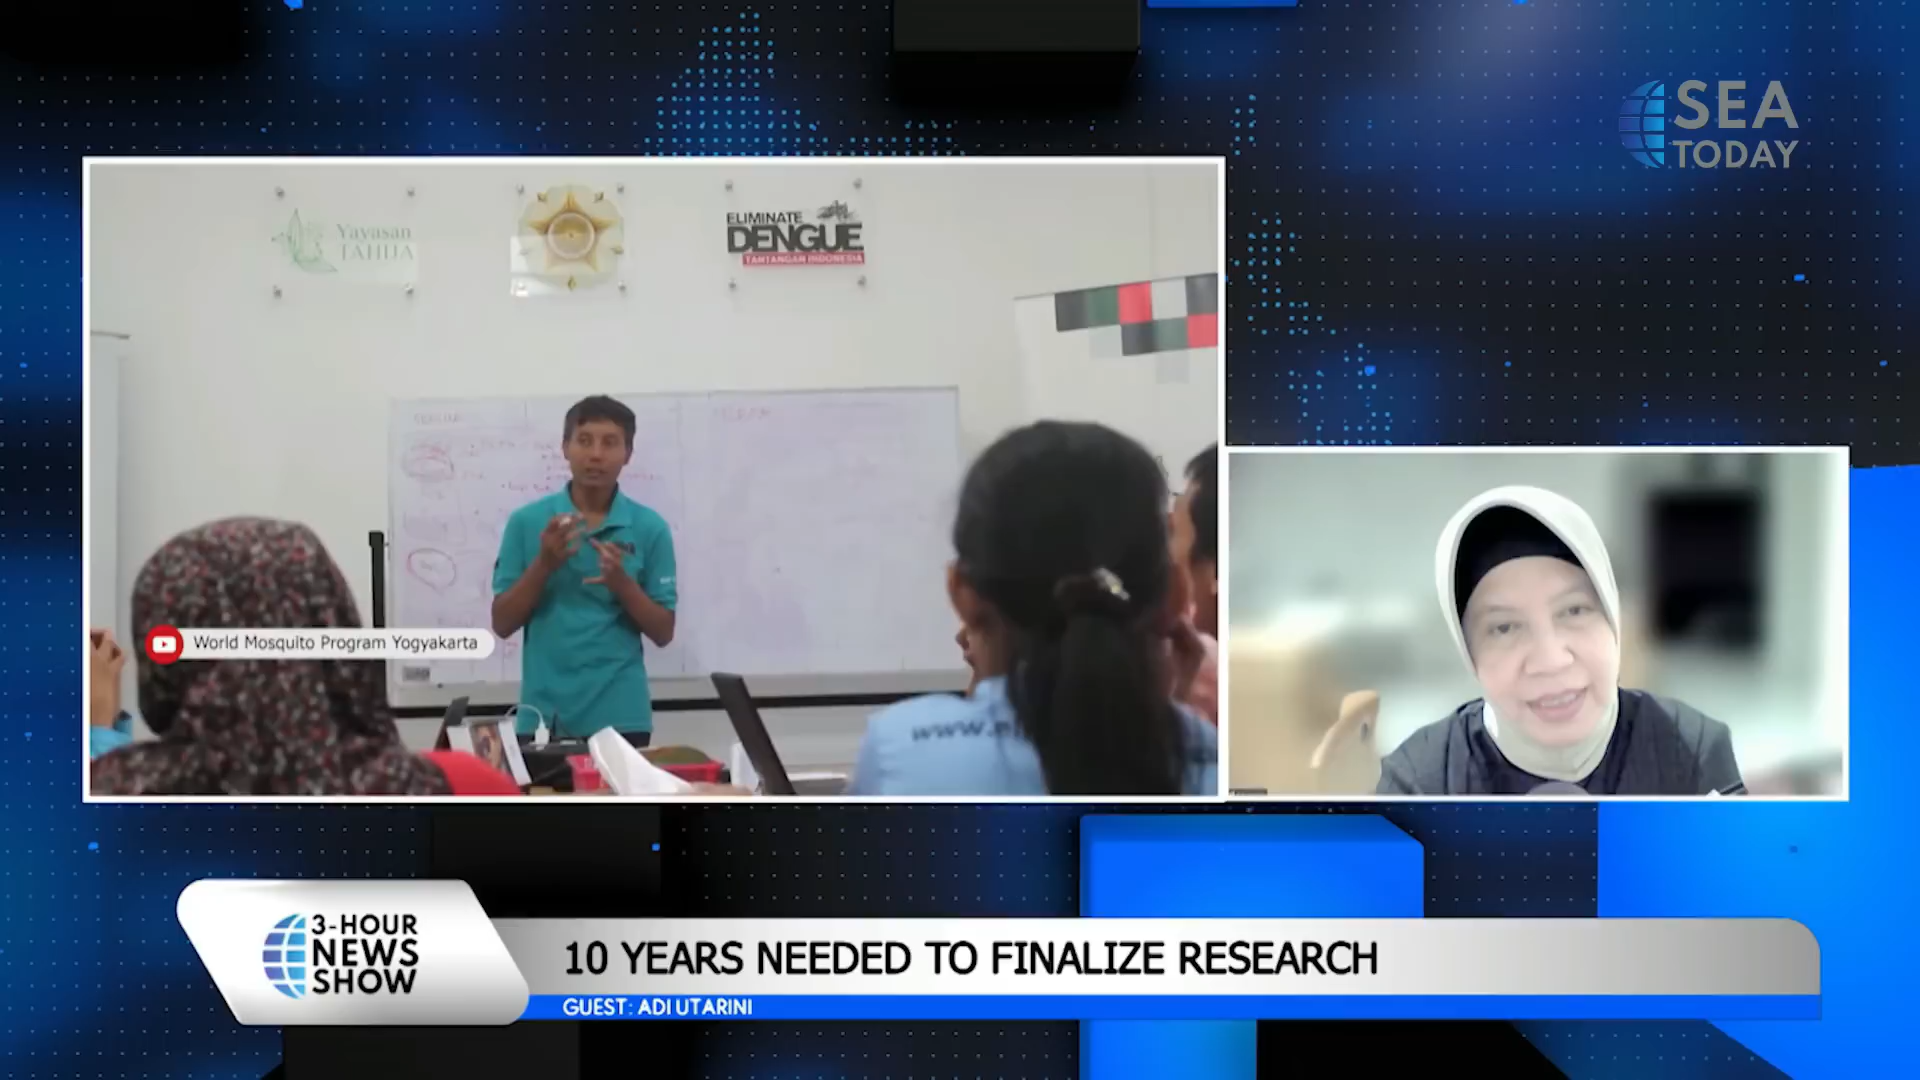 SEA
TODAY
Yayasan
TAHIJA
ELIMINATE
DENGUE
TANTANGAN INDONESIA
World Mosquito Program Yogyakarta
3-HOUR
NEWS
SHOW
10 YEARS NEEDED TO FINALIZE RESEARCH
GUEST: ADI UTARINI